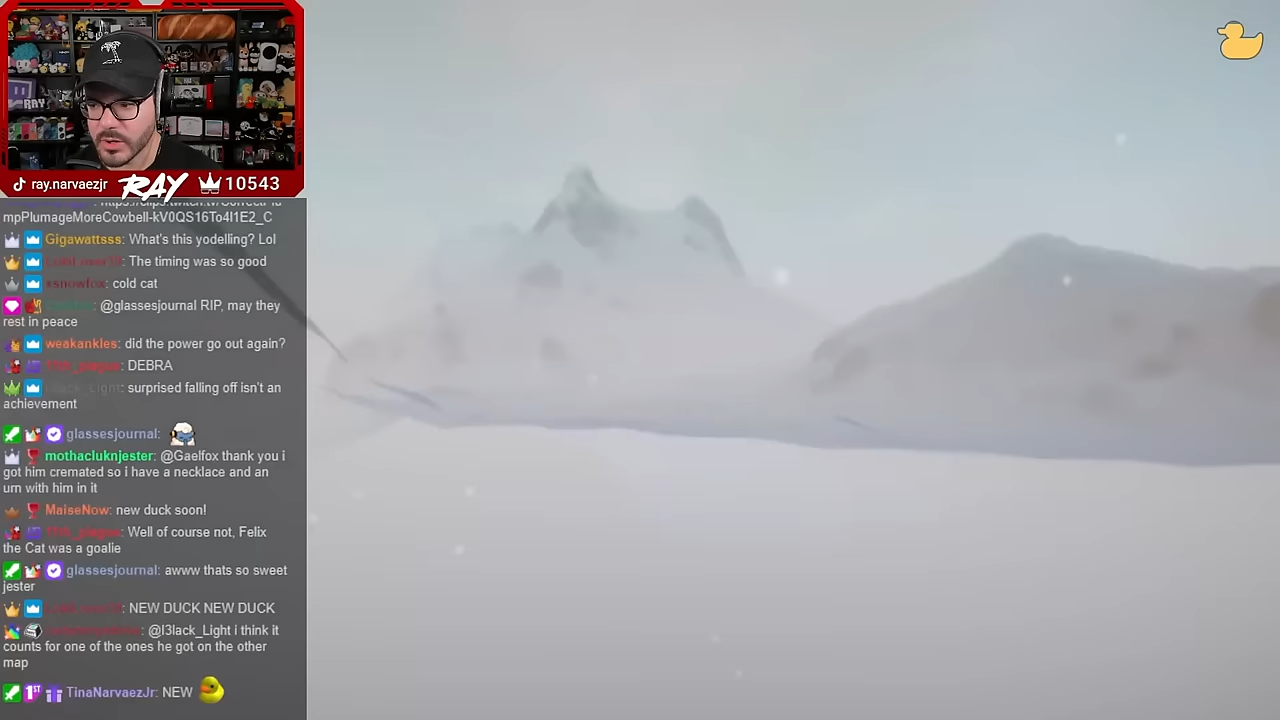 RAY
ray.narvaezjr RAY 10543
mpPlumageMoreCowbell-kV0QS16To4l1E2_C
Gigawattsss: What's this yodelling? Lol
: The timing was so good
xsnowfox: cold cat
: @glassesjournal RIP, may they
rest in peace
weakankles: did the power go out again?
: DEBRA
: surprised falling off isn't an
achievement
glassesjournal:
mothacluknjester: @Gaelfox thank you i
got him cremated so i have a necklace and an
urn with him in it
MaiseNow: new duck soon!
: Well of course not, Felix
the Cat was a goalie
glassesjournal: awww thats so sweet
jester
: NEW DUCK NEW DUCK
: @l3lack_Light i think it
counts for one of the ones he got on the other
map
1ST TinaNarvaezJr: NEW